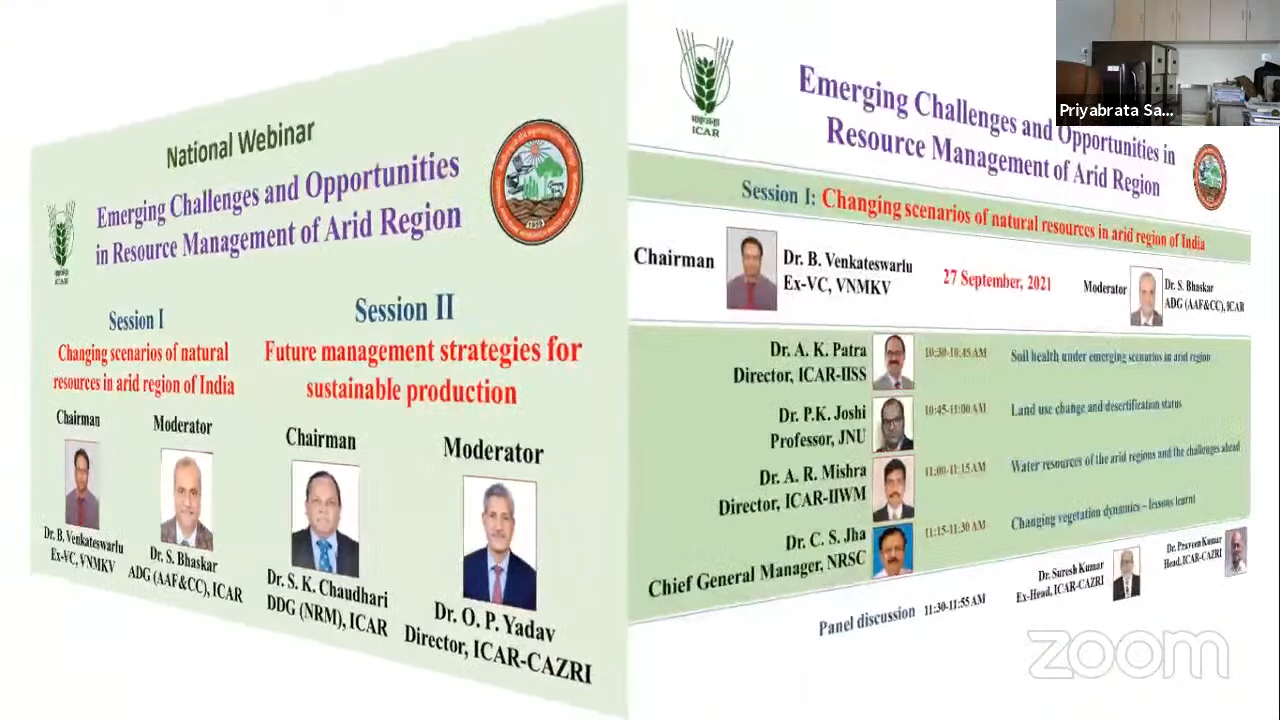 National Webinar
Emerging Challenges and Opportunities
in Resource Management of Arid Region
ICAR
1959
Session I
Changing scenarios of natural
resources in arid region of India
Chairman
Moderator
Dr. B. Venkateswarlu
Ex-VC, VNMKV
Dr. S. Bhaskar
ADG (AAF&CC), ICAR
Session II
Future management strategies for
sustainable production
Chairman
Moderator
Dr. S. K. Chaudhari
DDG (NRM), ICAR
Dr. O. P. Yadav
Director, ICAR-CAZRI
ICAR
Emerging Challenges and Opportunities in
Resource Management of Arid Region
Priyabrata Sa...
Session I: Changing scenarios of natural resources in arid region of India
Chairman
Dr. B. Venkateswarlu
Ex-VC, VNMKV
27 September, 2021
Moderator
Dr. S. Bhaskar
ADG (AAF&CC), ICAR
Dr. A. K. Patra
Director, ICAR-IISS
10:30-10:45 AM
Soil health under emerging scenarios in arid region
Dr. P.K. Joshi
Professor, JNU
10:45-11:00 AM
Land use change and desertification status
Dr. A. R. Mishra
Director, ICAR-IIWM
11:00-11:15 AM
Water resources of the arid regions and the challenges ahead
Dr. C. S. Jha
Chief General Manager, NRSC
11:15-11:30 AM
Changing vegetation dynamics – lessons learnt
Panel discussion 11:30-11:55 AM
Dr. Suresh Kumar
Ex-Head, ICAR-CAZRI
Dr. Praveen Kumar
Head, ICAR-CAZRI
zoom